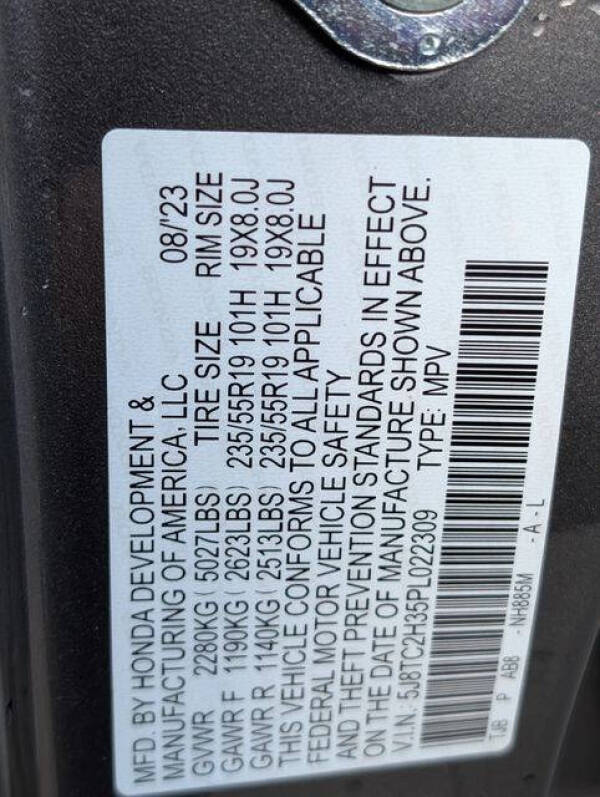 MFD. BY HONDA DEVELOPMENT &
MANUFACTURING OF AMERICA, LLC 08/'23
GVWR 2280KG ( 5027LBS) TIRE SIZE RIM SIZE
GAWR F 1190KG ( 2623LBS) 235/55R19 101H 19X8.0J
GAWR R 1140KG ( 2513LBS) 235/55R19 101H 19X8.0J
THIS VEHICLE CONFORMS TO ALL APPLICABLE
FEDERAL MOTOR VEHICLE SAFETY
AND THEFT PREVENTION STANDARDS IN EFFECT
ON THE DATE OF MANUFACTURE SHOWN ABOVE.
V.I.N.: 5J8TC2H35PL022309 TYPE: MPV
TJB P AB8 - NH885M - A - L